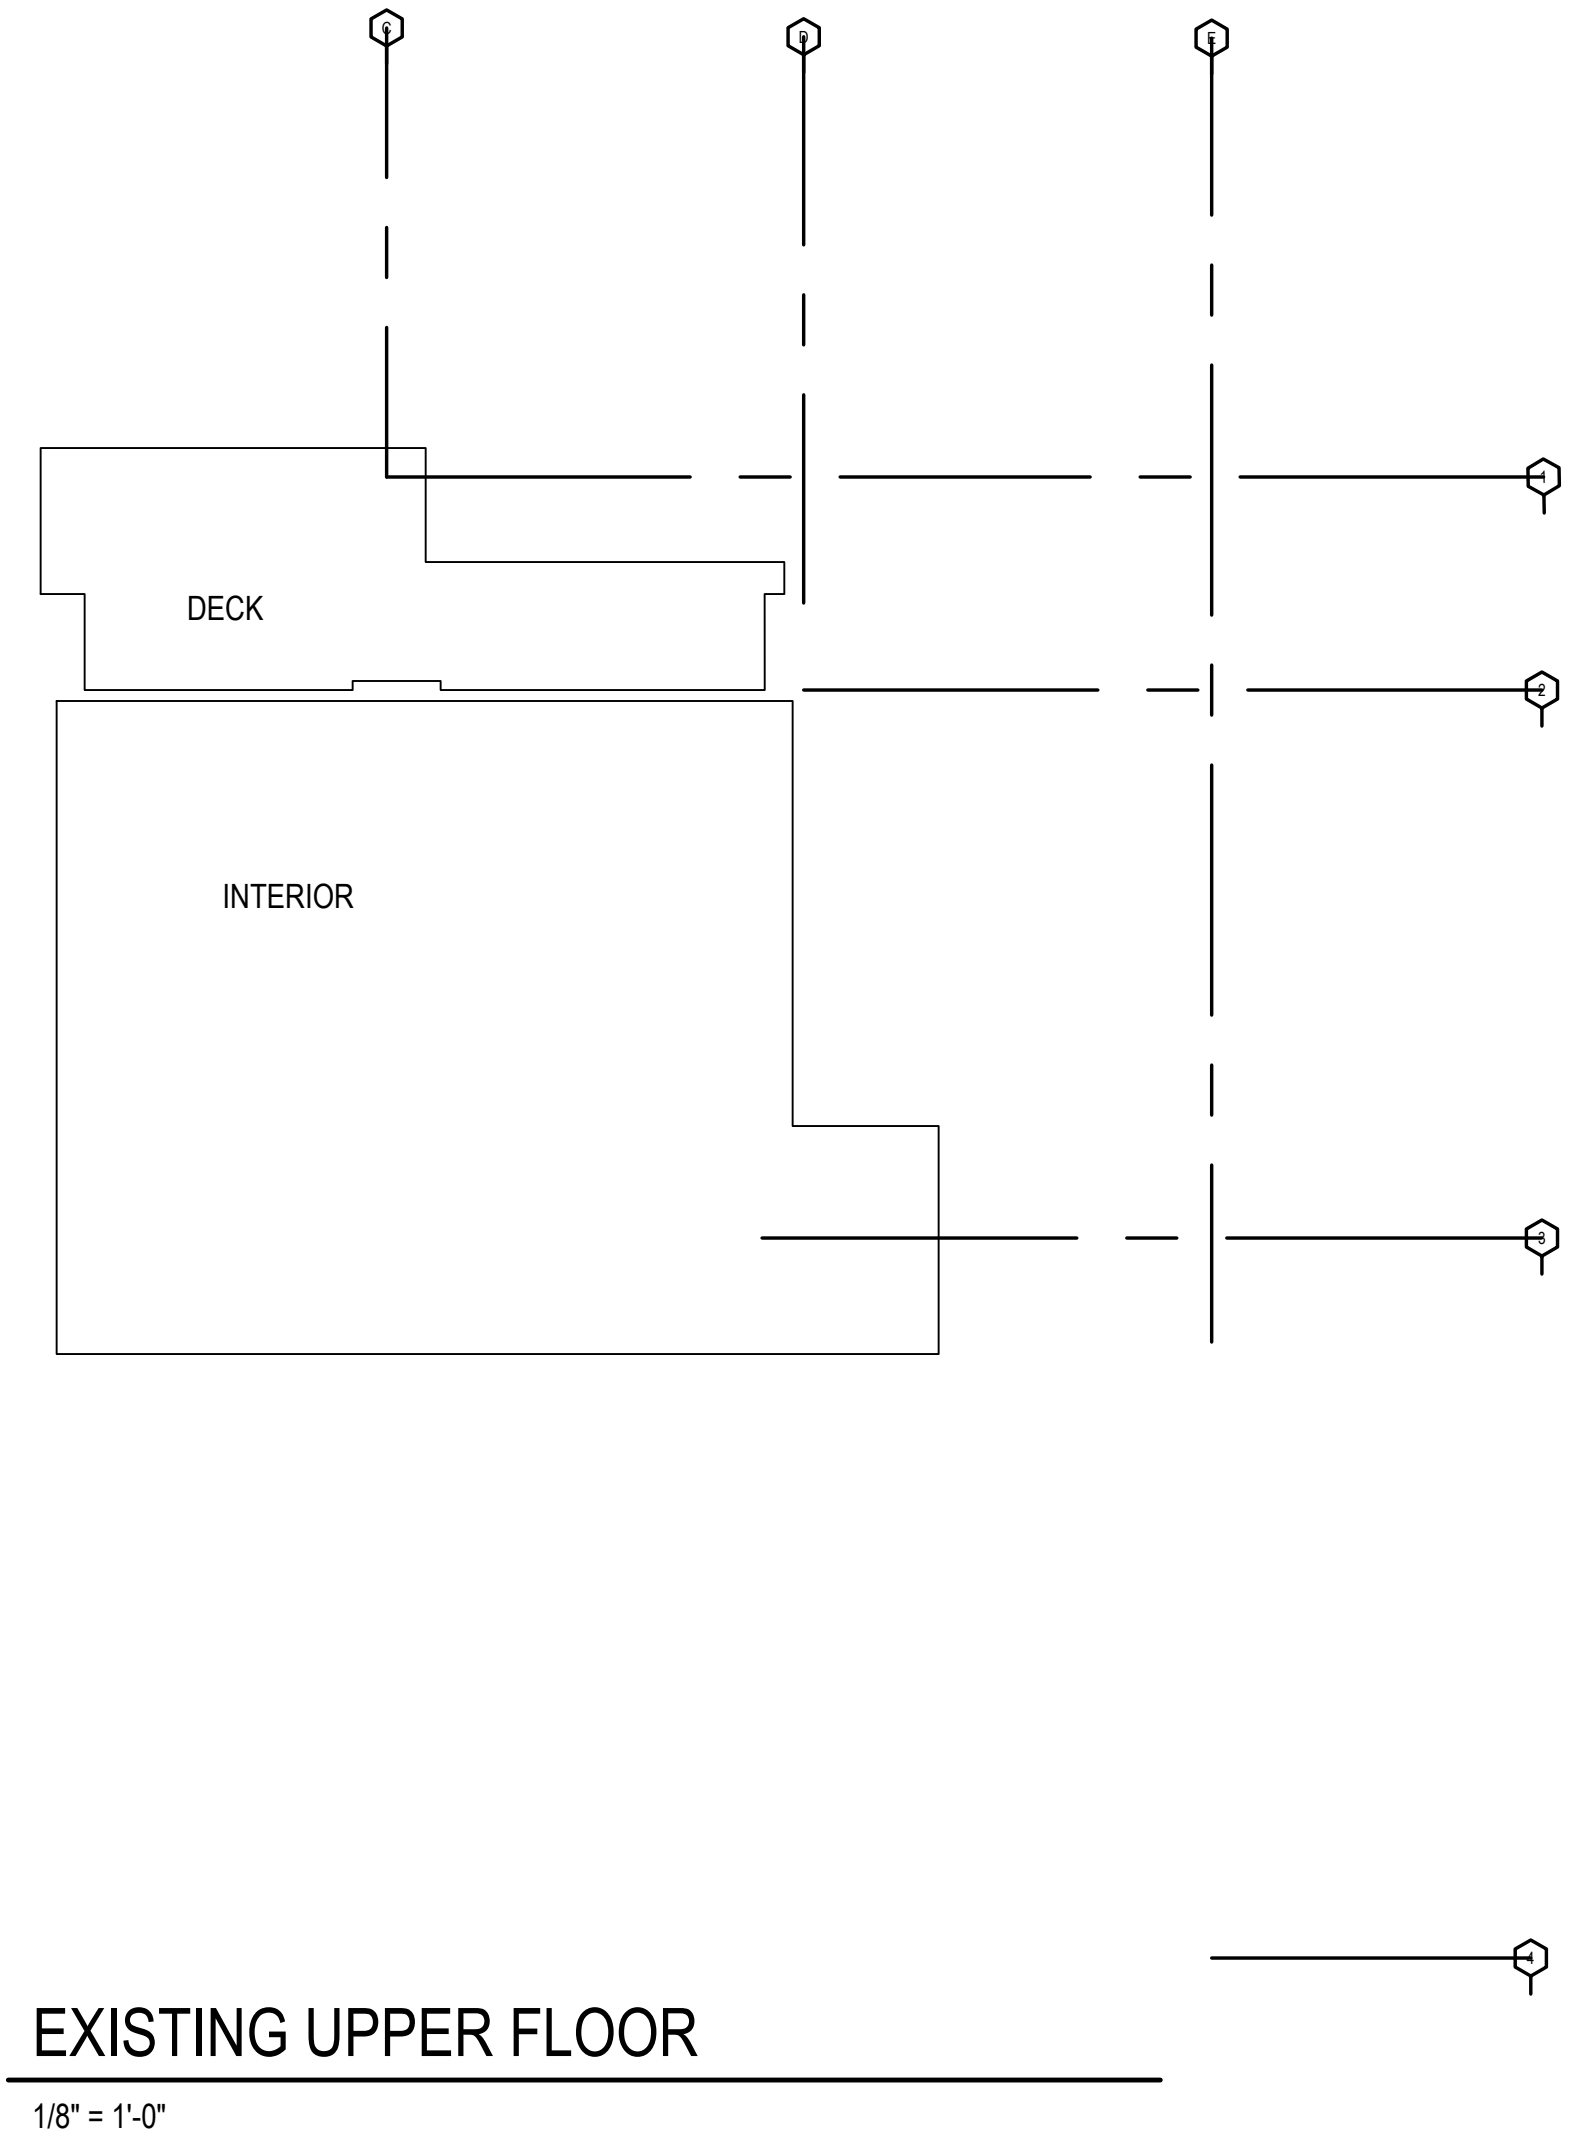 C
D
E
1
DECK
2
INTERIOR
3
4
EXISTING UPPER FLOOR
1/8" = 1'-0"